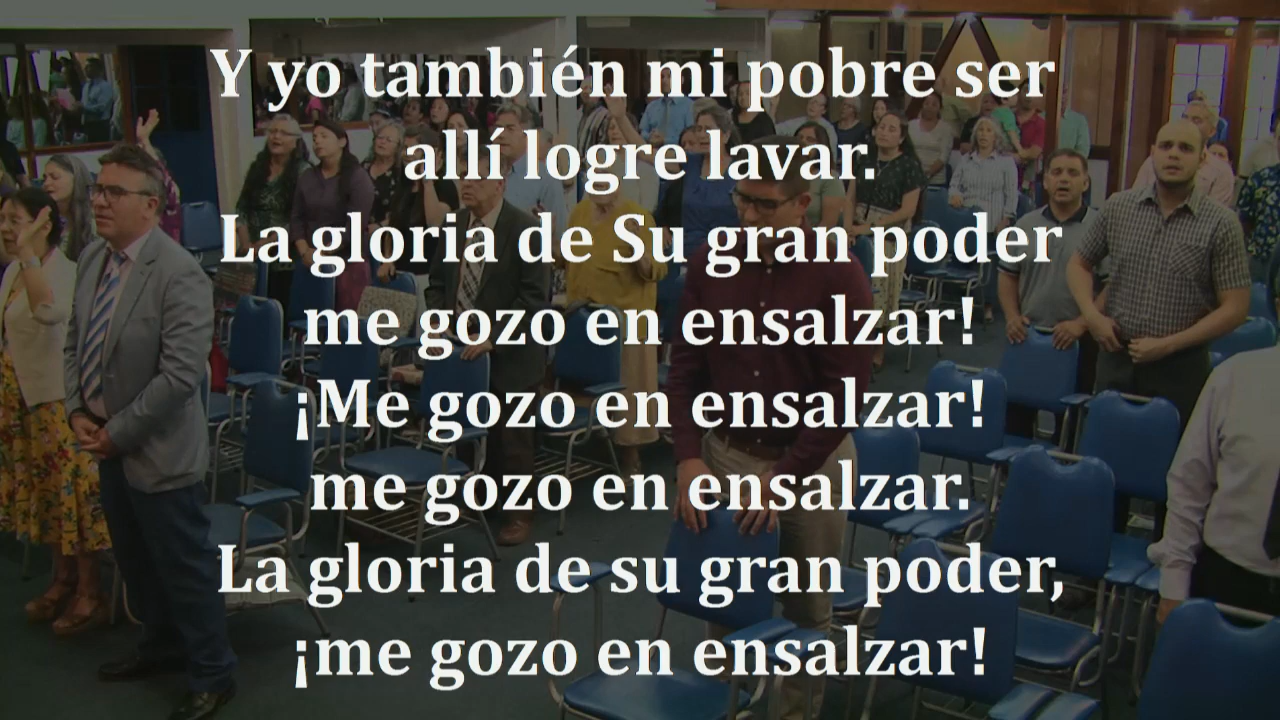 Y yo también mi pobre ser
allí logre lavar.
La gloria de Su gran poder
me gozo en ensalzar!
¡Me gozo en ensalzar!
me gozo en ensalzar.
La gloria de su gran poder,
¡me gozo en ensalzar!